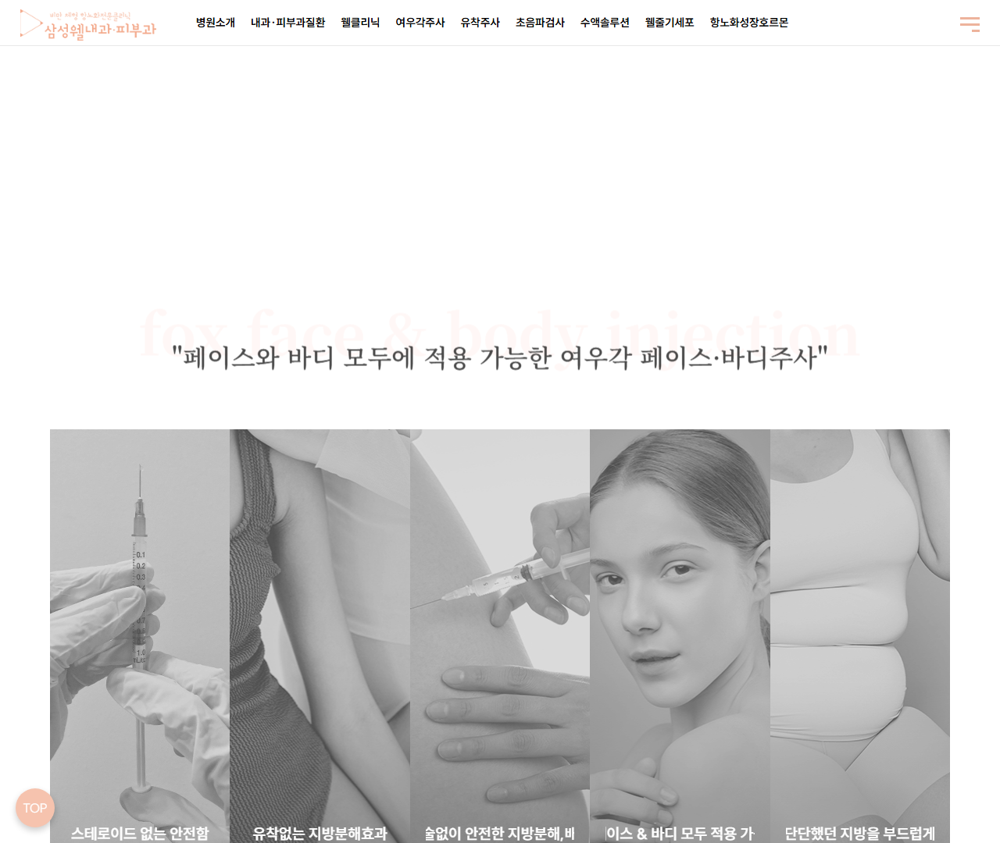 비만 체형 항노화전문클리닉
삼성웰내과·피부과
병원소개 내과·피부과질환 웰클리닉 여우각주사 유착주사 초음파검사 수액솔루션 웰줄기세포 항노화성장호르몬
fox face & body injection
"페이스와 바디 모두에 적용 가능한 여우각 페이스·바디주사"
0.1
0.2
0.3
0.7
1.0
TOP
스테로이드 없는 안전함 유착없는 지방분해효과 술없이 안전한 지방분해, 이스 & 바디 모두 적용 가 단단했던 지방을 부드럽게